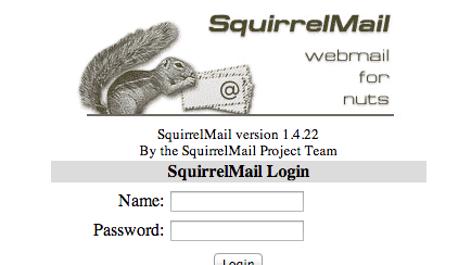 SquirrelMail
webmail
for
nuts
@
SquirrelMail version 1.4.22
By the SquirrelMail Project Team
SquirrelMail Login
Name:
Password:
Login